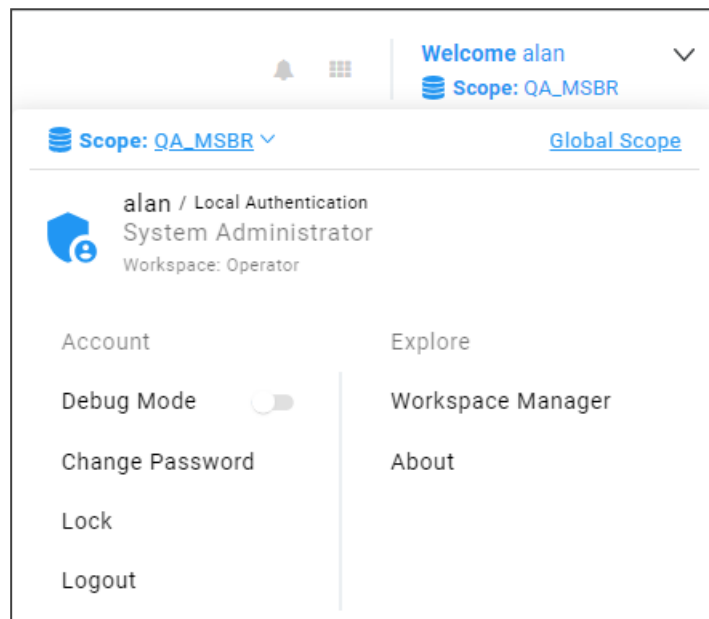 Welcome alan
Scope: QA_MSBR
Scope: QA_MSBR
Global Scope
alan / Local Authentication
System Administrator
Workspace: Operator
Account
Debug Mode
Change Password
Lock
Logout
Explore
Workspace Manager
About